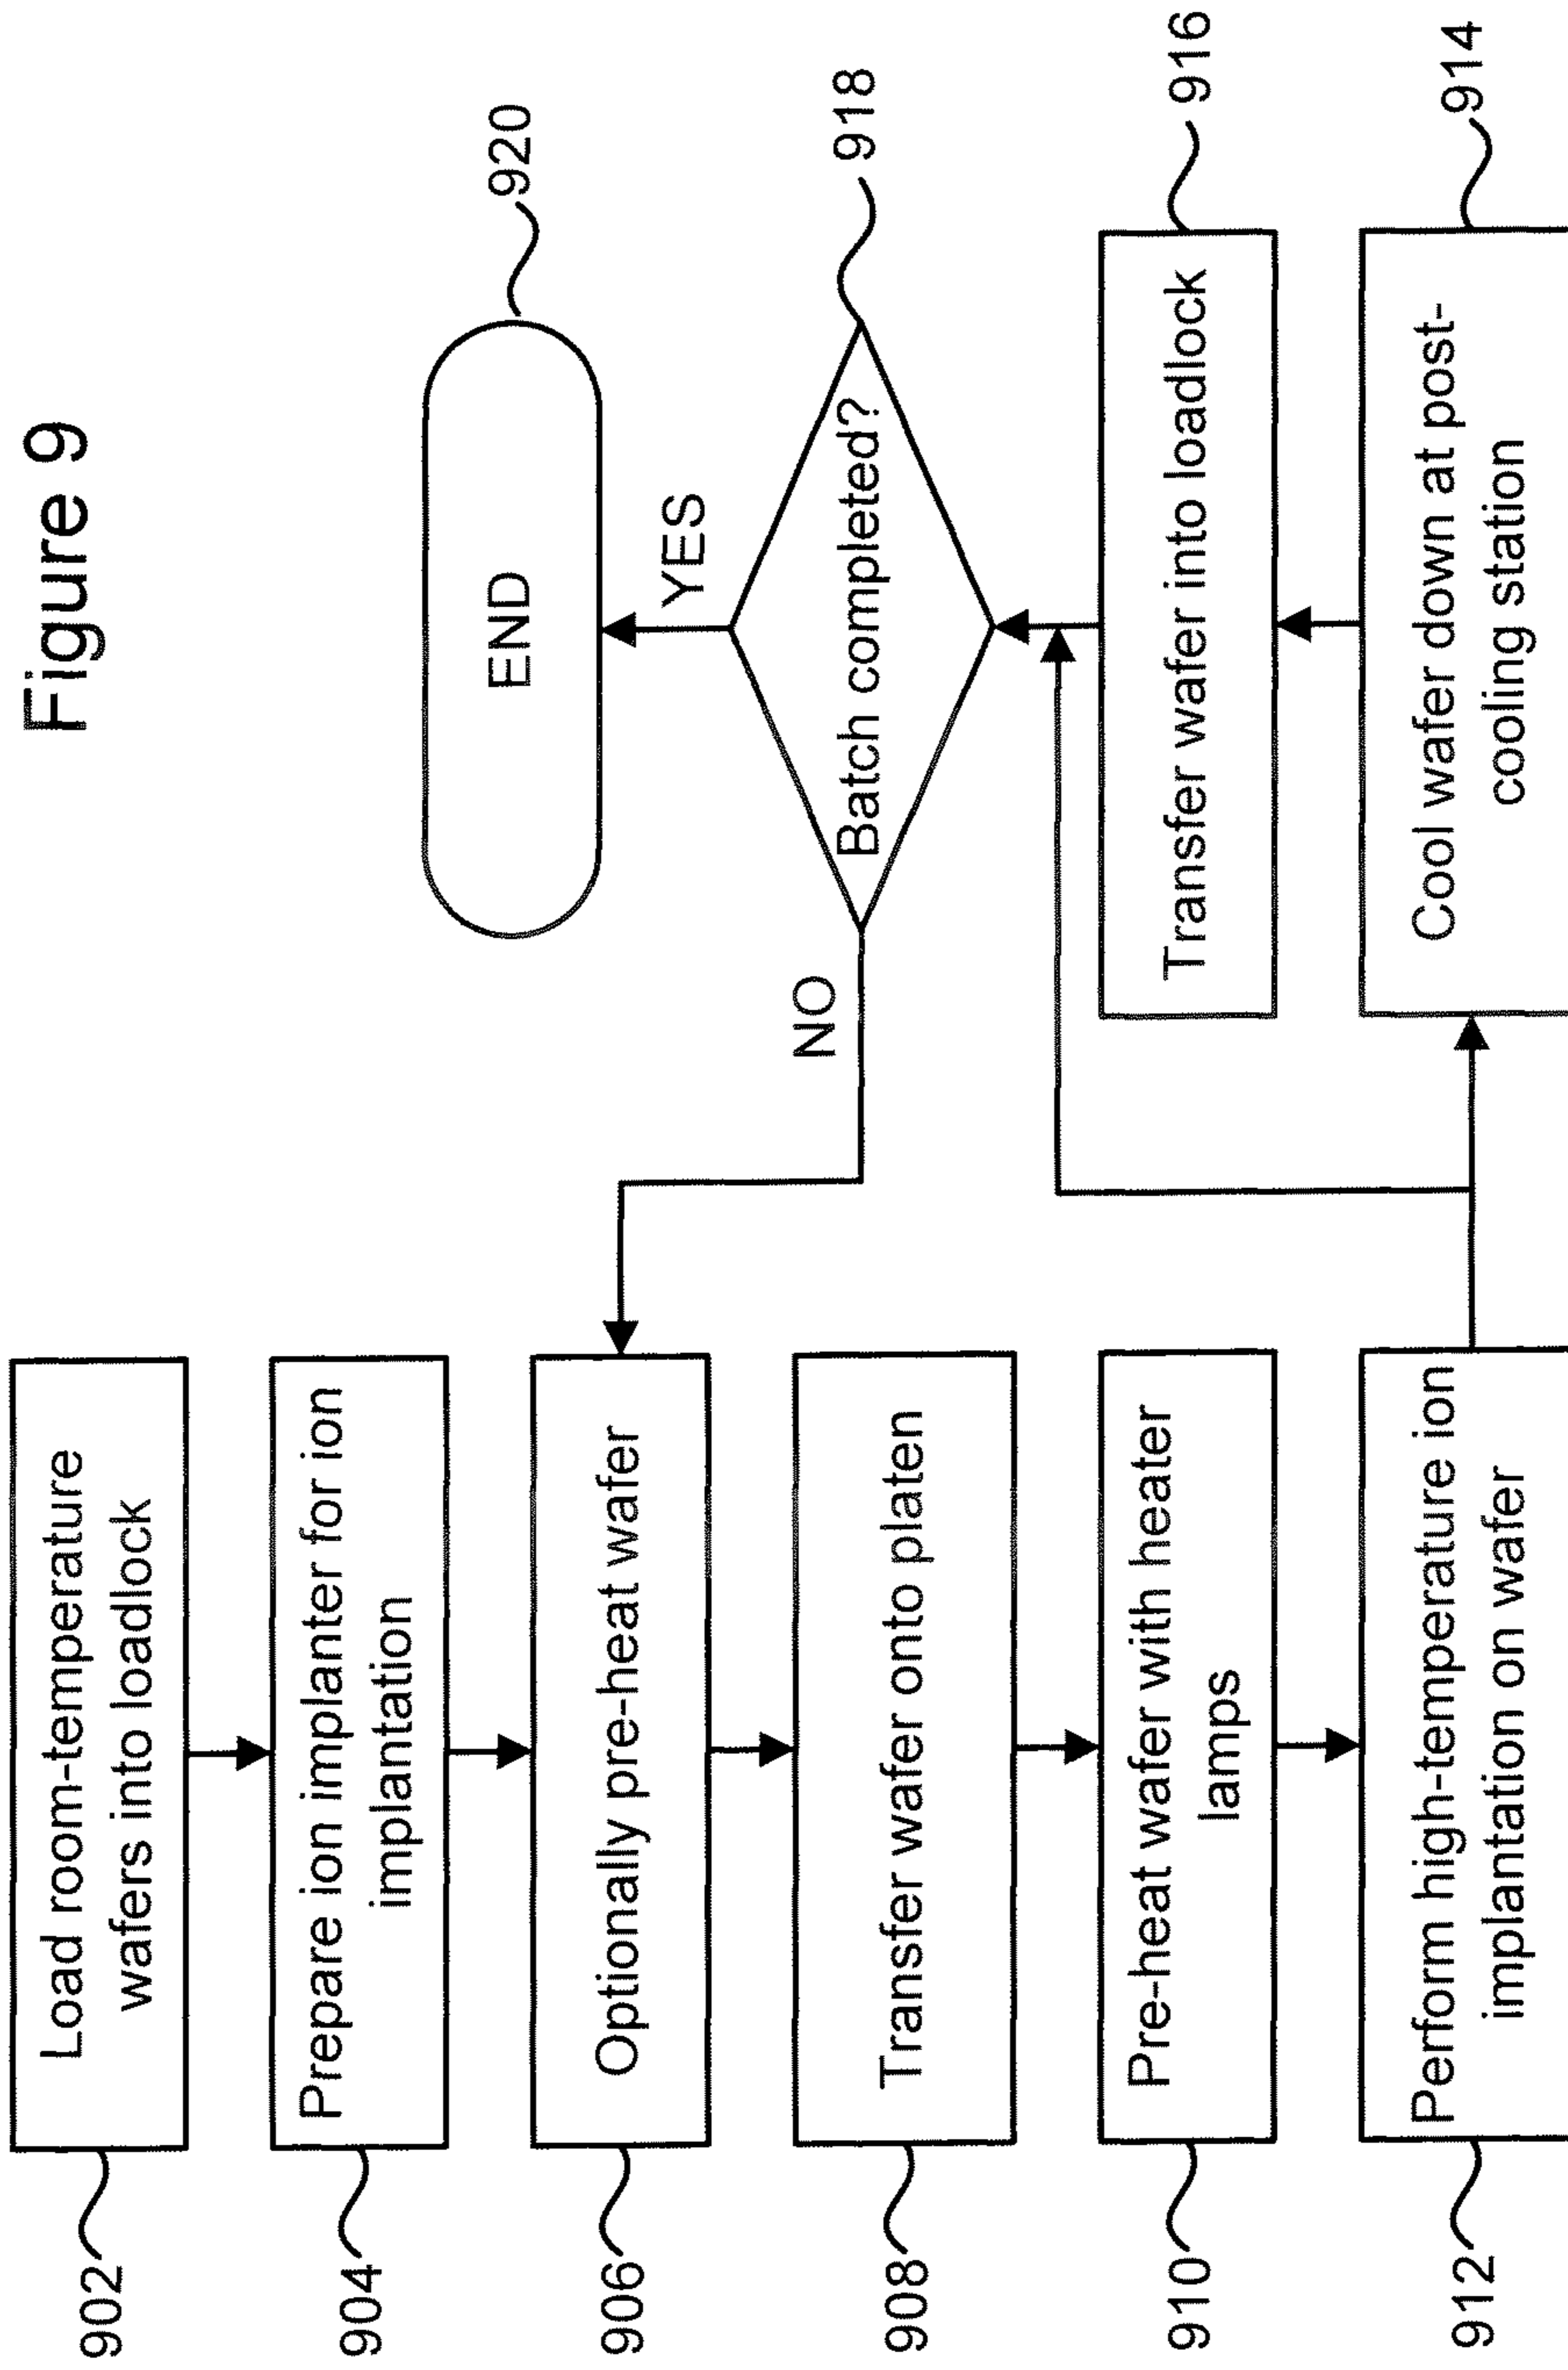 Figure 9
902
Load room-temperature
wafers into loadlock
904
Prepare ion implanter for ion
implantation
906
Optionally pre-heat wafer
908
Transfer wafer onto platen
910
Pre-heat wafer with heater
lamps
912
Perform high-temperature ion
implantation on wafer
914
Cool wafer down at post-
cooling station
916
Transfer wafer into loadlock
918
Batch completed?
NO
YES
920
END